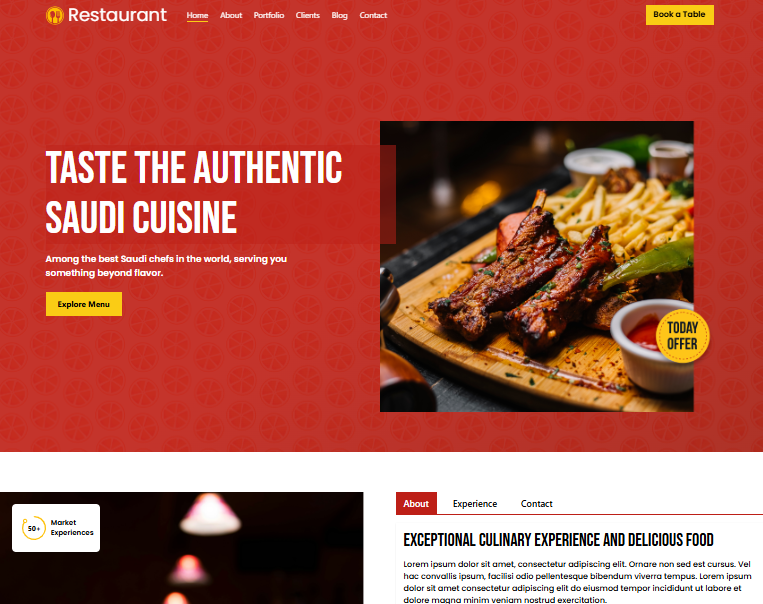 Restaurant
Home About Portfolio Clients Blog Contact
Book a Table
TASTE THE AUTHENTIC
SAUDI CUISINE
Among the best Saudi chefs in the world, serving you
something beyond flavor.
Explore Menu
TODAY
OFFER
50+
Market
Experiences
About Experience Contact
EXCEPTIONAL CULINARY EXPERIENCE AND DELICIOUS FOOD
Lorem ipsum dolor sit amet, consectetur adipiscing elit. Ornare non sed est cursus. Vel
hac convallis ipsum, facilisi odio pellentesque bibendum viverra tempus. Lorem ipsum
dolor sit amet consectetur adipiscing elit do eiusmod tempor incididunt ut labore et
dolore magna minim veniam nostrud exercitation.